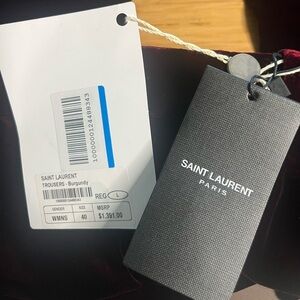 1000000124488343
SAINT LAURENT
TROUSERS - Burgundy
REG L
GENDER SIZE MSRP
WMNS 40 $1,391.00
SAINT LAURENT
PARIS